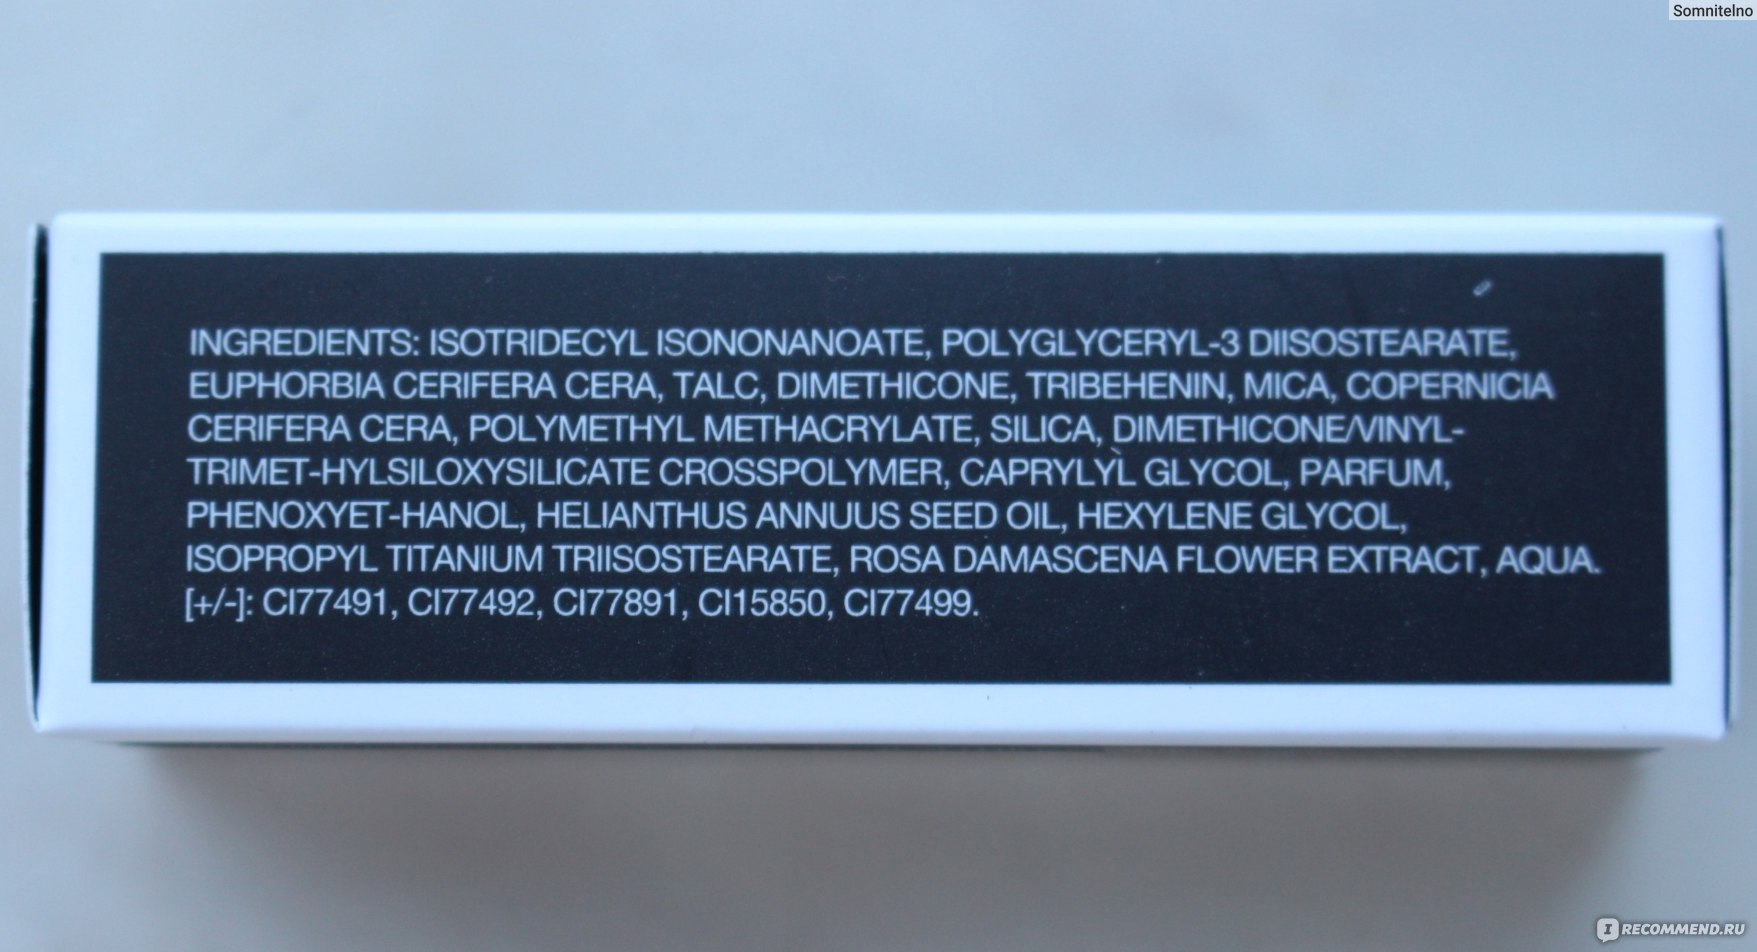 Somnitelno
INGREDIENTS: ISOTRIDECYL ISONONANOATE, POLYGLYCERYL-3 DIISOSTEARATE,
EUPHORBIA CERIFERA CERA, TALC, DIMETHICONE, TRIBEHENIN, MICA, COPERNICIA
CERIFERA CERA, POLYMETHYL METHACRYLATE, SILICA, DIMETHICONE/VINYL-
TRIMET-HYLSILOXYSILICATE CROSSPOLYMER, CAPRYLYL GLYCOL, PARFUM,
PHENOXYET-HANOL, HELIANTHUS ANNUUS SEED OIL, HEXYLENE GLYCOL,
ISOPROPYL TITANIUM TRIISOSTEARATE, ROSA DAMASCENA FLOWER EXTRACT, AQUA.
[+/-]: CI77491, CI77492, CI77891, CI15850, CI77499.
IRECOMMEND.RU